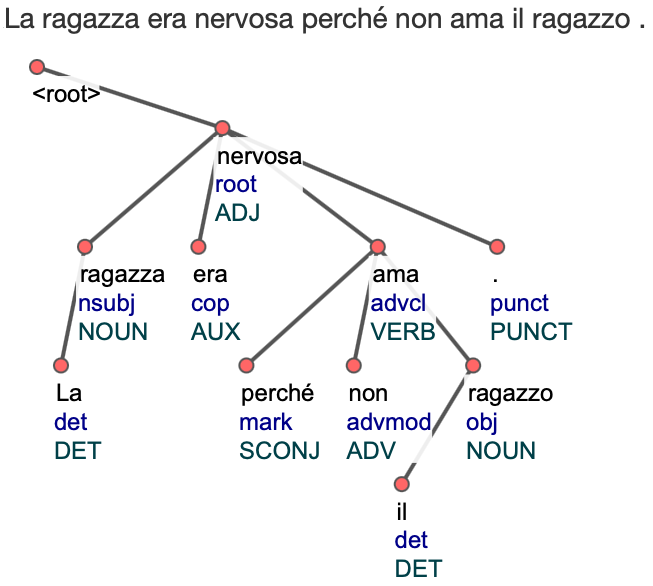 La ragazza era nervosa perché non ama il ragazzo .
<root>
nervosa
root
ADJ
ragazza era ama .
nsubj cop advcl punct
NOUN AUX VERB PUNCT
La perché non ragazzo
det mark advmod obj
DET SCONJ ADV NOUN
il
det
DET